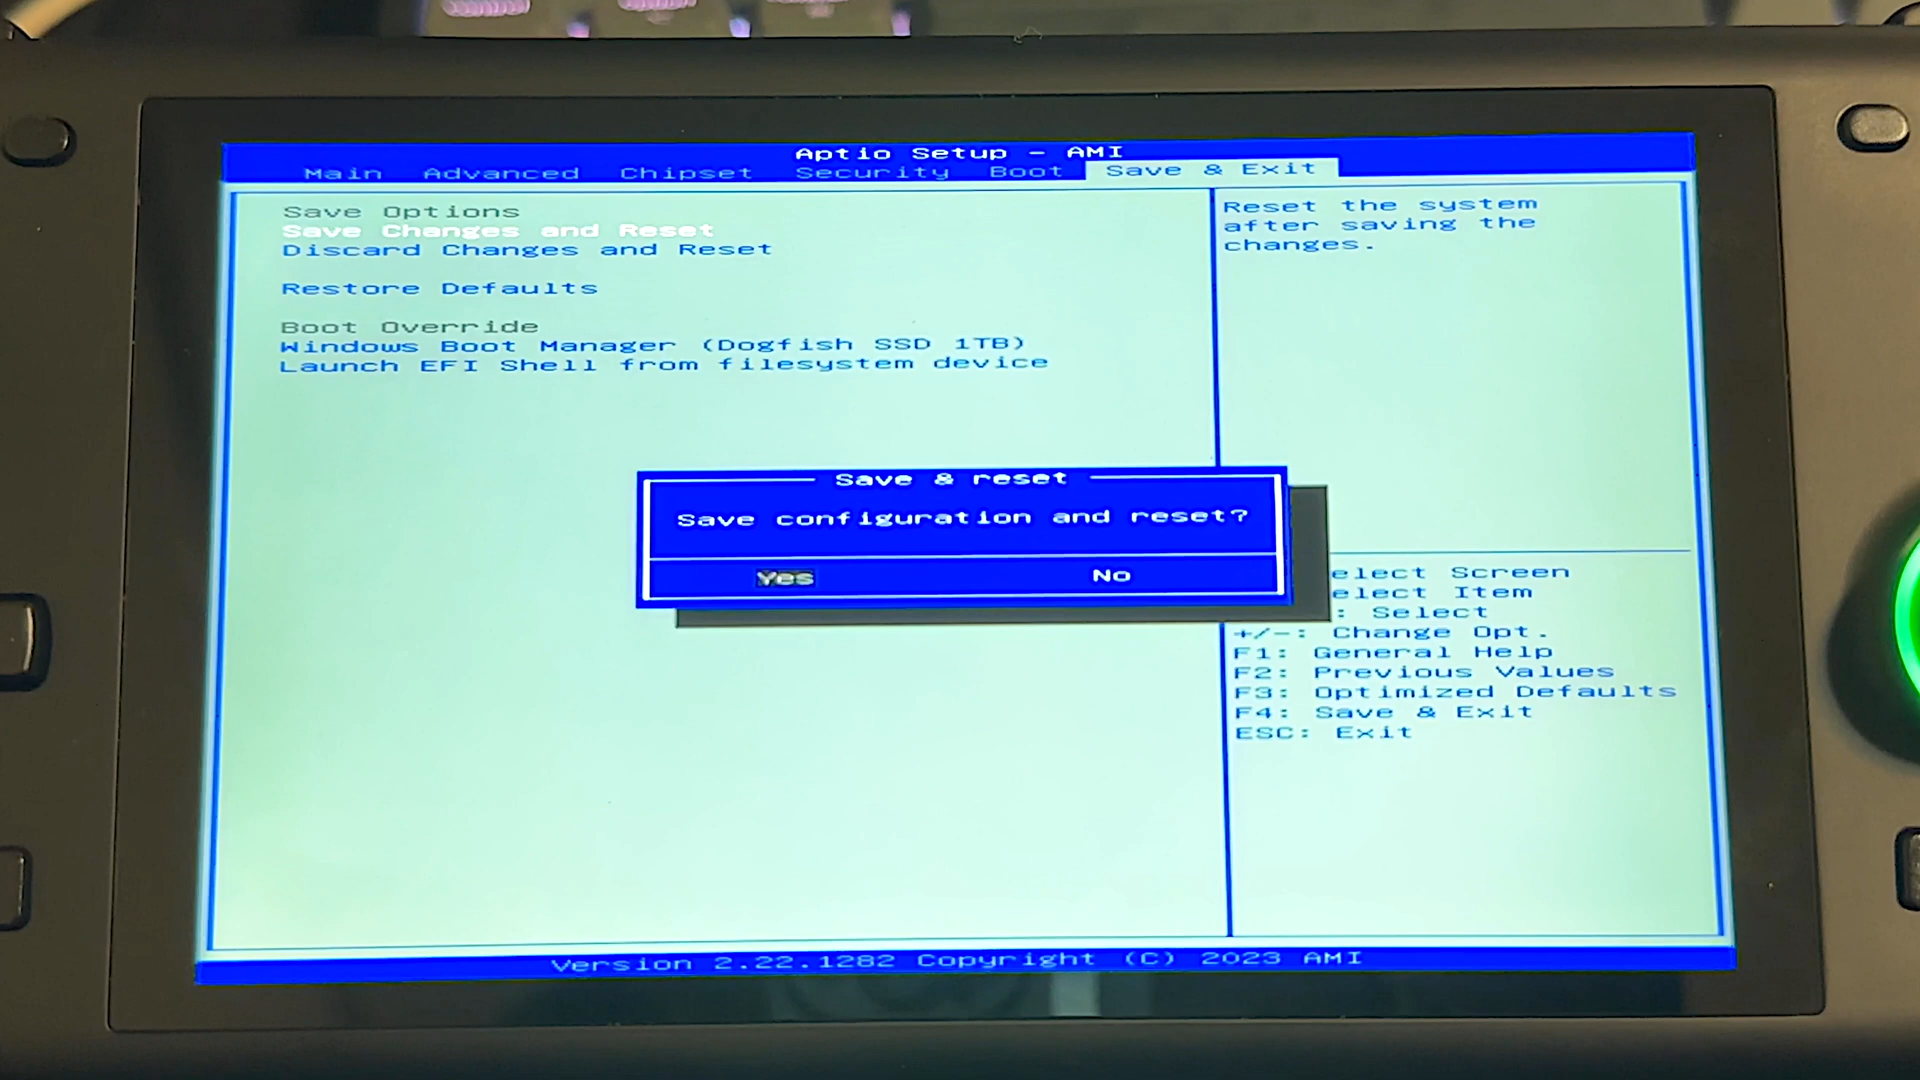 Aptio Setup - AMI
Main Advanced Chipset Security Boot Save & Exit
Save Options
Save Changes and Reset
Discard Changes and Reset
Restore Defaults
Boot Override
Windows Boot Manager (Dogfish SSD 1TB)
Launch EFI Shell from filesystem device
Reset the system
after saving the
changes.
Save & reset
Save configuration and reset?
Yes No
elect Screen
elect Item
: Select
+/-: Change Opt.
F1: General Help
F2: Previous Values
F3: Optimized Defaults
F4: Save & Exit
ESC: Exit
Version 2.22.1282 Copyright (C) 2023 AMI